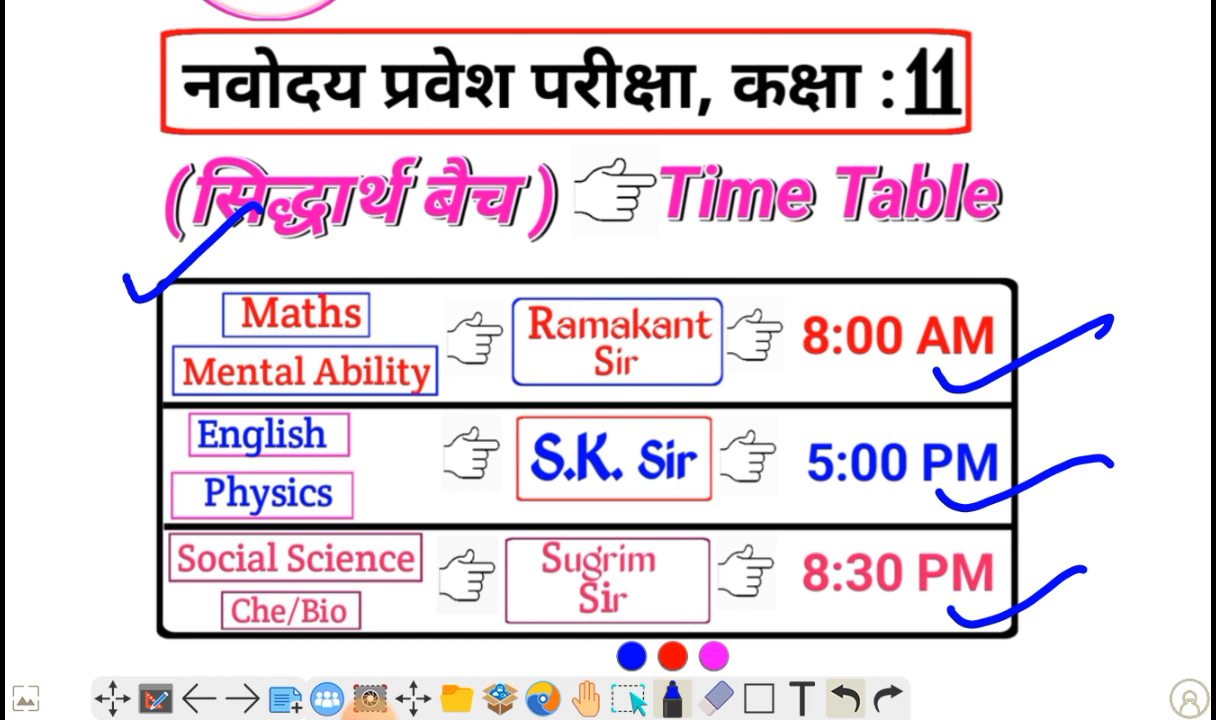 नवोदय प्रवेश परीक्षा, कक्षा : 11
(सिद्धार्थ बैच) Time Table
Maths
Mental Ability
Ramakant
Sir
8:00 AM
English
Physics
S.K. Sir
5:00 PM
Social Science
Che/Bio
Sugrim
Sir
8:30 PM
T